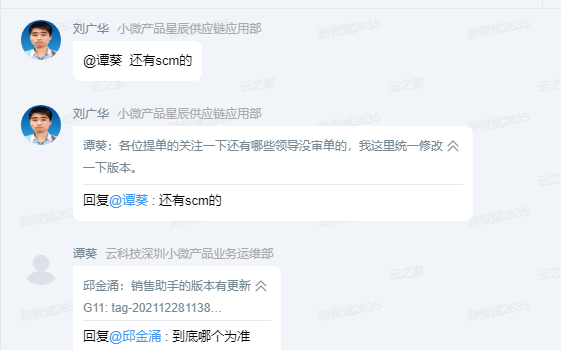 刘广华 小微产品星辰供应链应用部
@谭葵 还有scm的
刘广华 小微产品星辰供应链应用部
谭葵：各位提单的关注一下还有哪些领导没审单的，我这里统一修改
一下版本。
回复@谭葵 : 还有scm的
谭葵 云科技深圳小微产品业务运维部
邱金涌：销售助手的版本有更新
G11: tag-202112281138...
回复@邱金涌 : 到底哪个为准
游俊斌2635
云之家